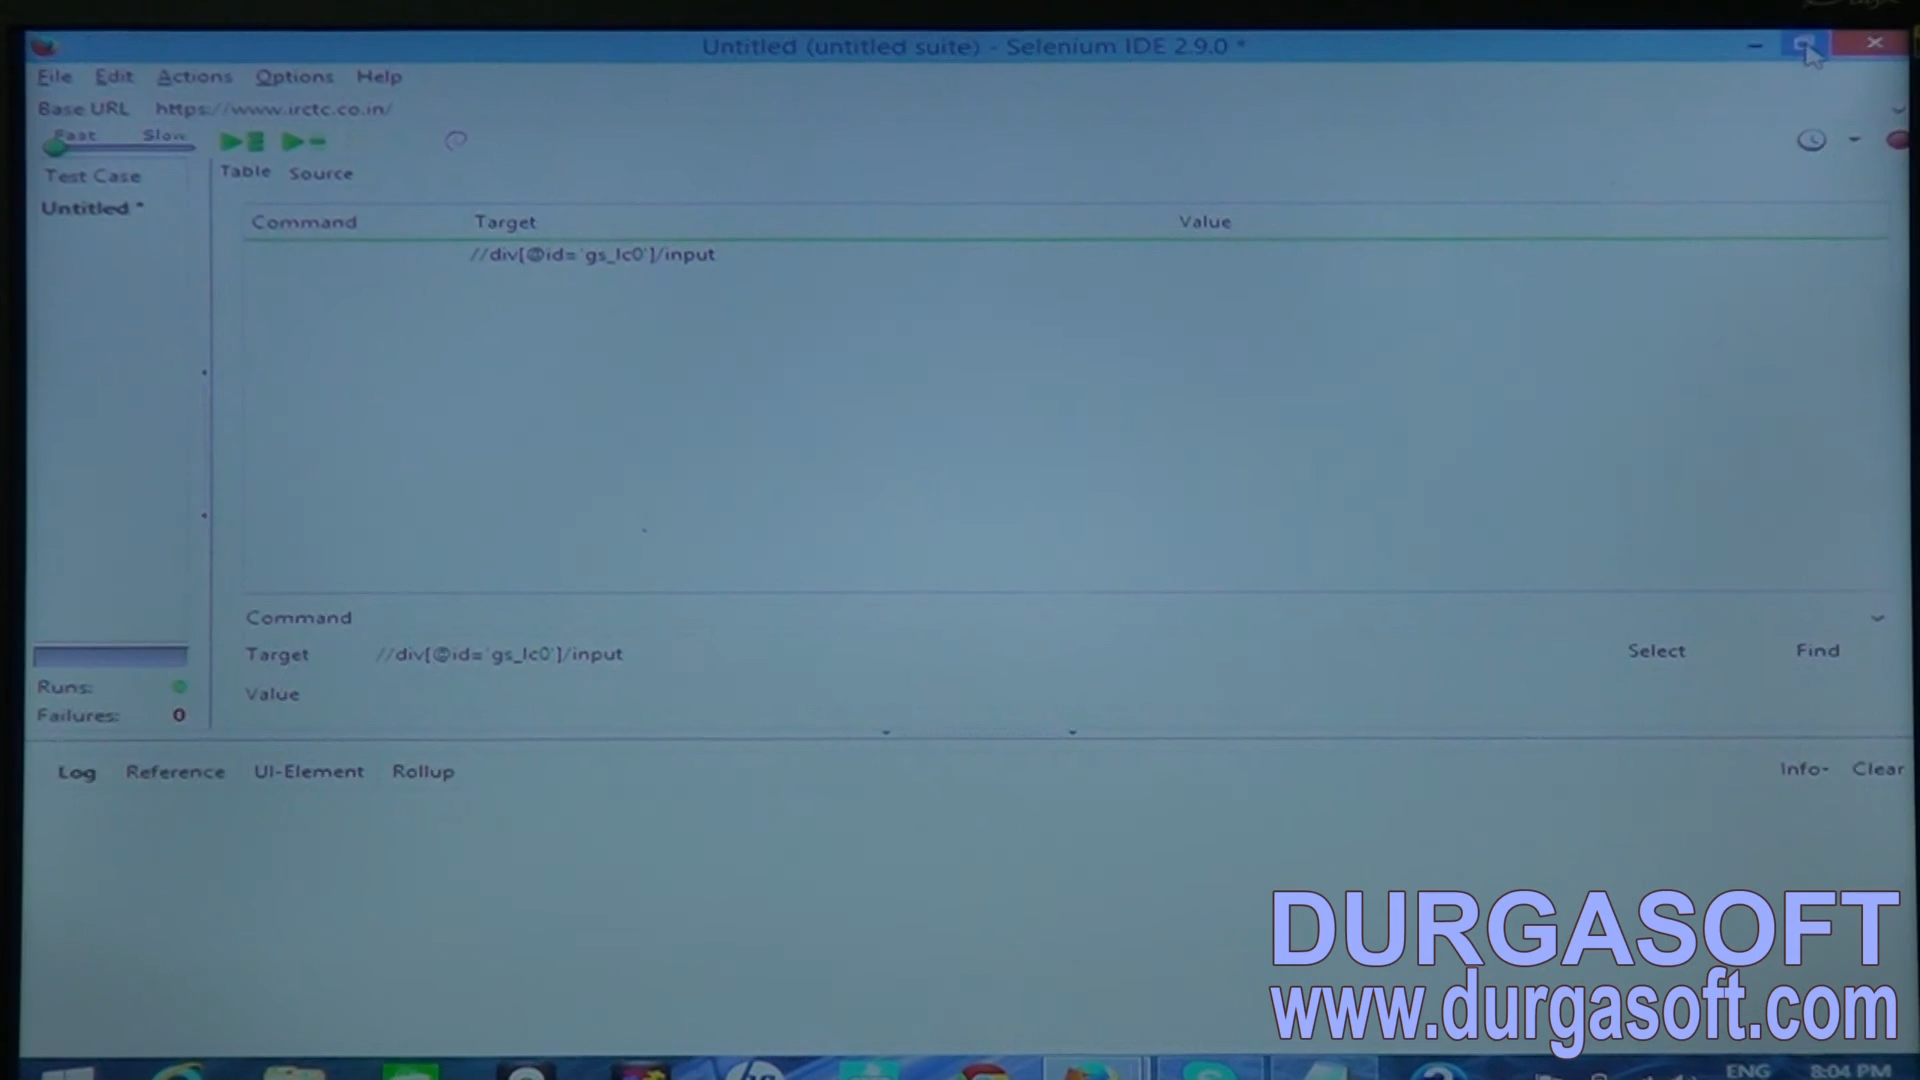 Untitled (untitled suite) - Selenium IDE 2.9.0 *
File Edit Actions Options Help
Base URL https://www.irctc.co.in/
Fast Slow
Test Case
Table Source
Untitled *
Command Target Value
//div[@id='gs_lc0']/input
Command
Target //div[@id='gs_lc0']/input Select Find
Value
Runs: 0
Failures: 0
Log Reference UI-Element Rollup Info- Clear
DURGASOFT
www.durgasoft.com
ENG 8:04 PM